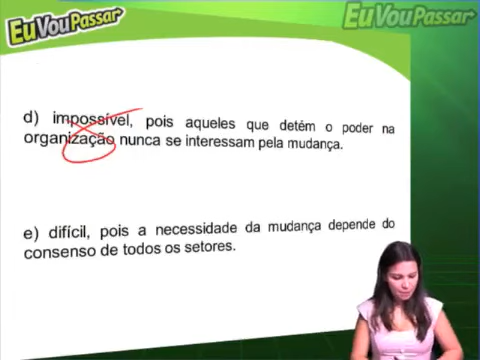 EuVouPassar
EuVouPassar
d) impossível, pois aqueles que detém o poder na
organização nunca se interessam pela mudança.
e) difícil, pois a necessidade da mudança depende do
consenso de todos os setores.